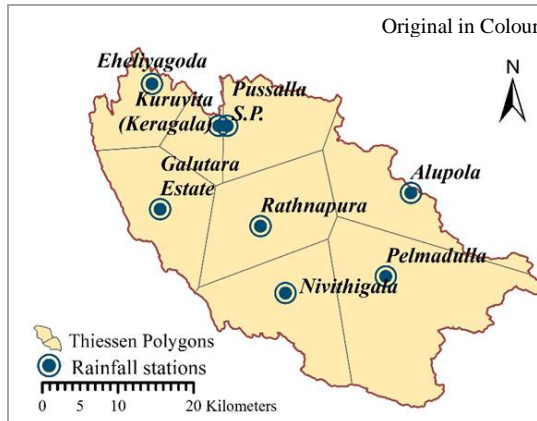 Original in Colour
Eheliyagoda
N
Kuruvita
Pussalla
(Keragala)
S.P.
Galutara
Estate
Alupola
Rathnapura
Pelmadulla
Nivithigala
Thiessen Polygons
Rainfall stations
0 5 10 20 Kilometers